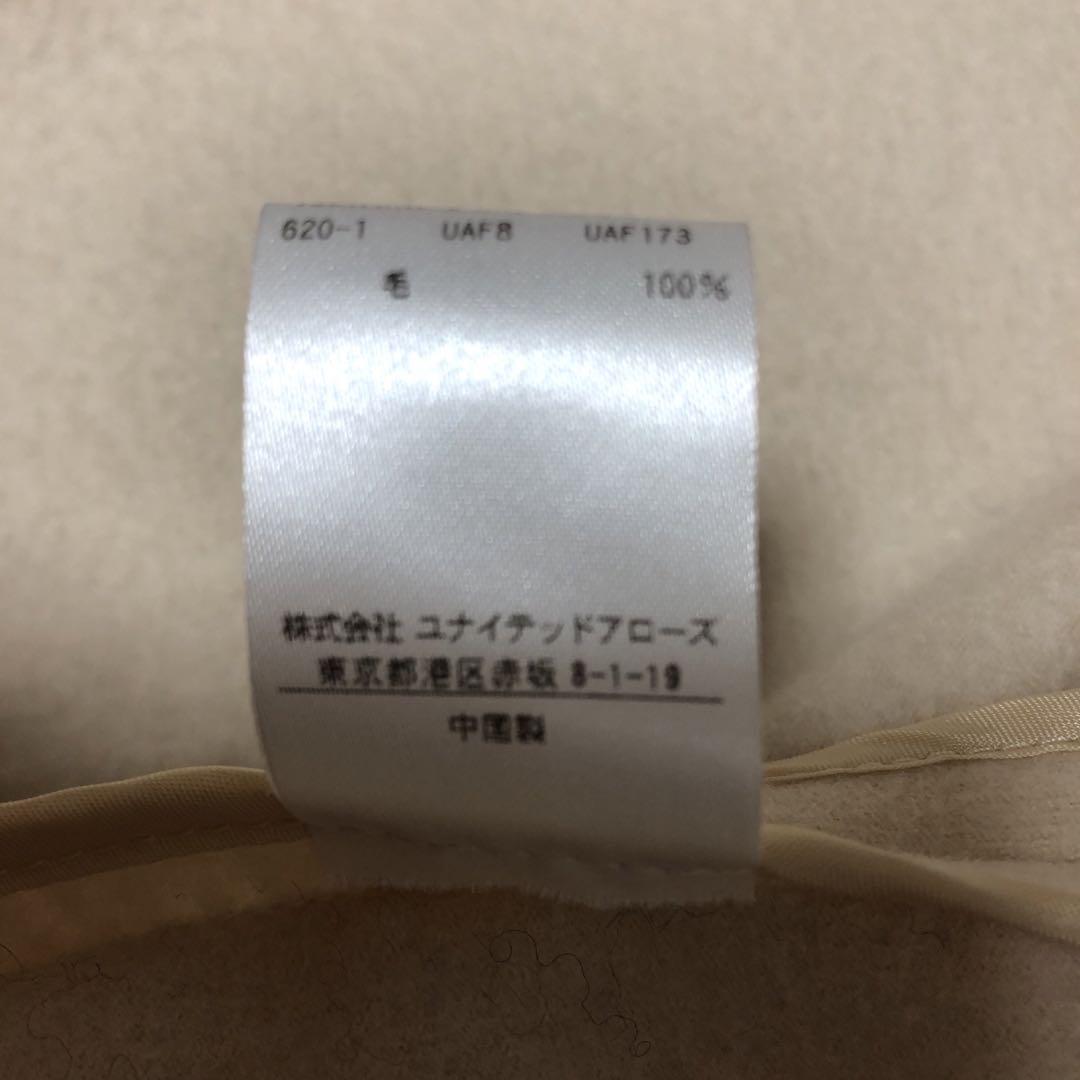 620-1 UAF8 UAF173
毛 100%
株式会社 ユナイテッドアローズ
東京都港区赤坂 8-1-19
中国製